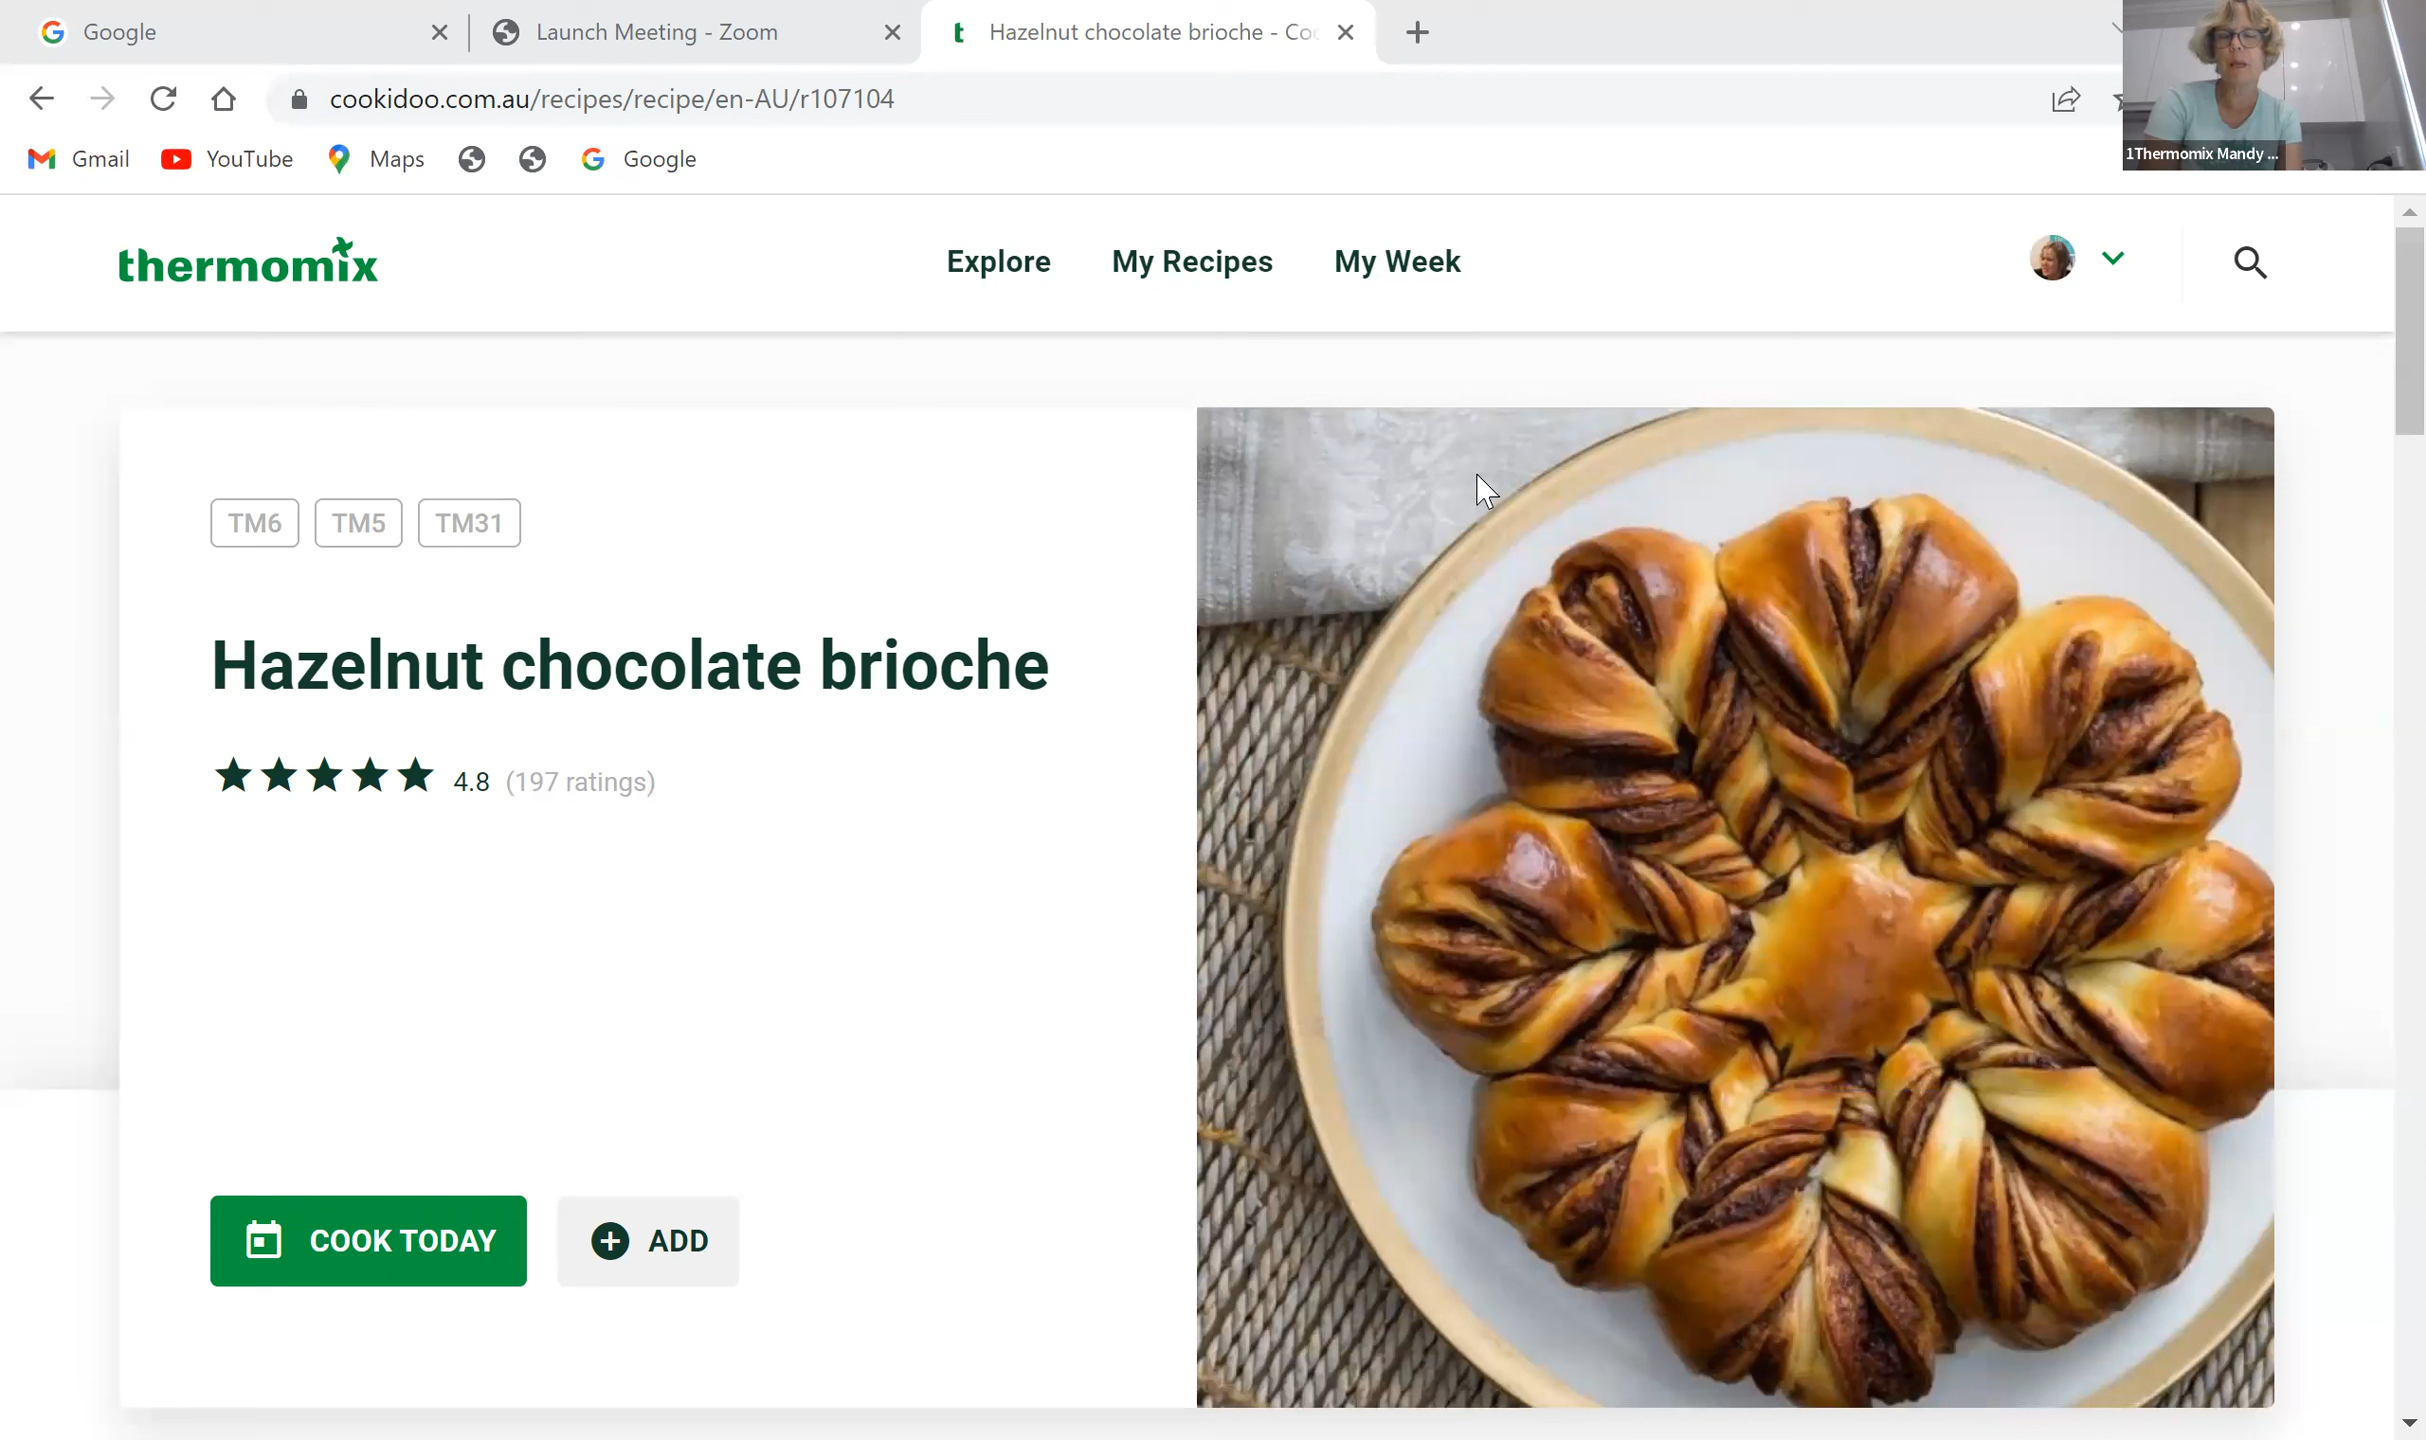 Google
Launch Meeting - Zoom
Hazelnut chocolate brioche - Coo
cookidoo.com.au/recipes/recipe/en-AU/r107104
Gmail
YouTube
Maps
Google
1Thermomix Mandy ...
thermomix
Explore
My Recipes
My Week
TM6
TM5
TM31
Hazelnut chocolate brioche
4.8 (197 ratings)
COOK TODAY
ADD